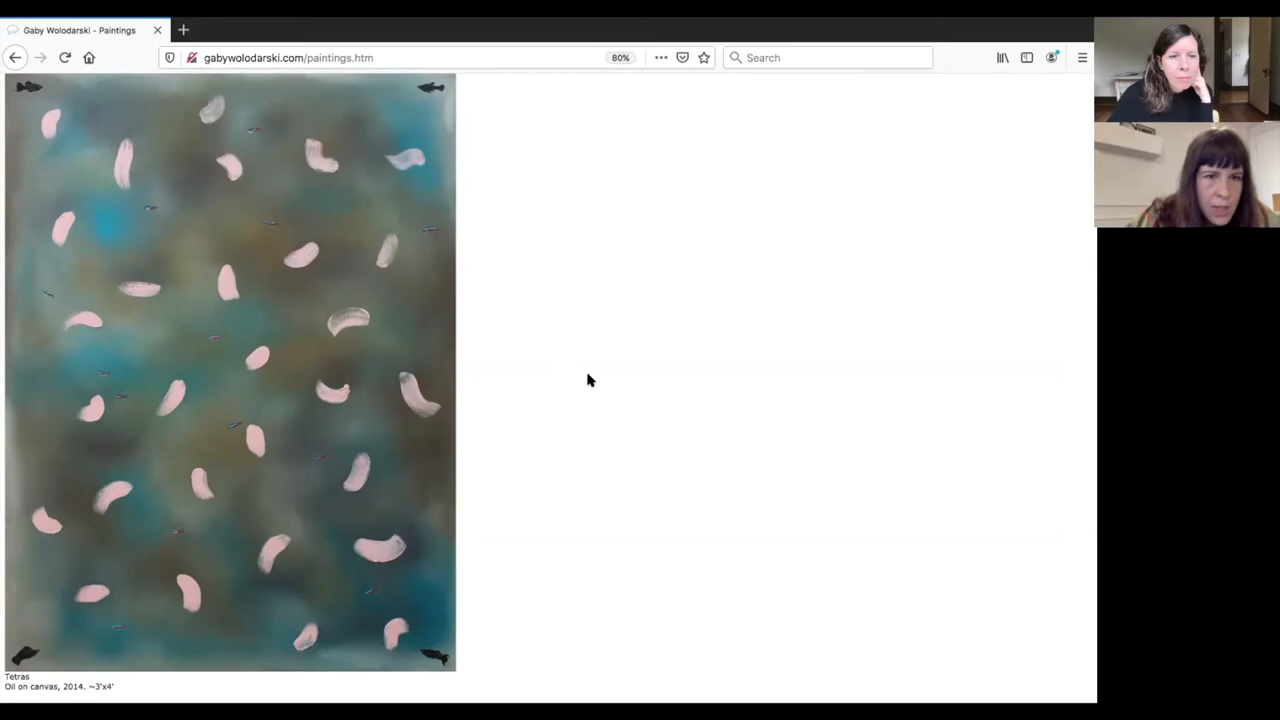 Gaby Wolodarski - Paintings
gabywolodarski.com/paintings.htm
80%
Search
Tetras
Oil on canvas, 2014. ~3'x4'